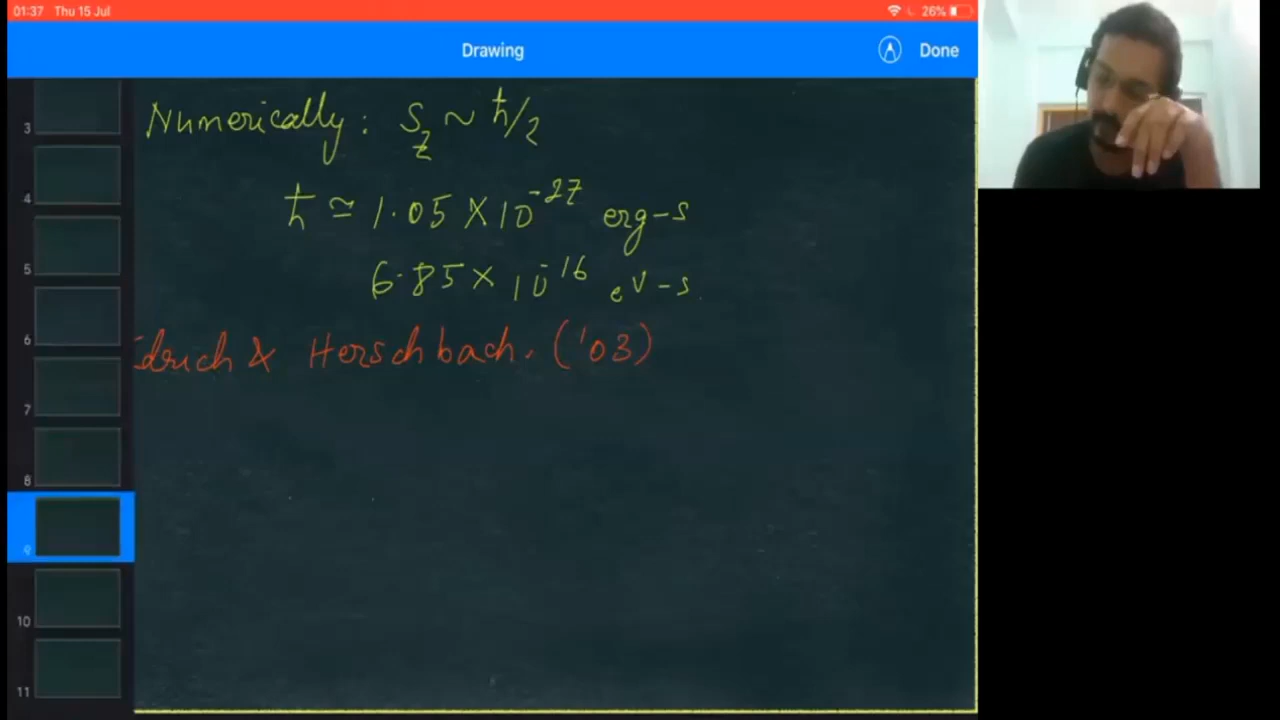 01:37 Thu 15 Jul 26%
Drawing Done
3
4
5
6
7
8
9
10
11
Numerically: S_z ~ ħ/2
ħ ≃ 1.05 × 10^-27 erg-s
6.85 × 10^-16 eV-s
& Herschbach. ('03)